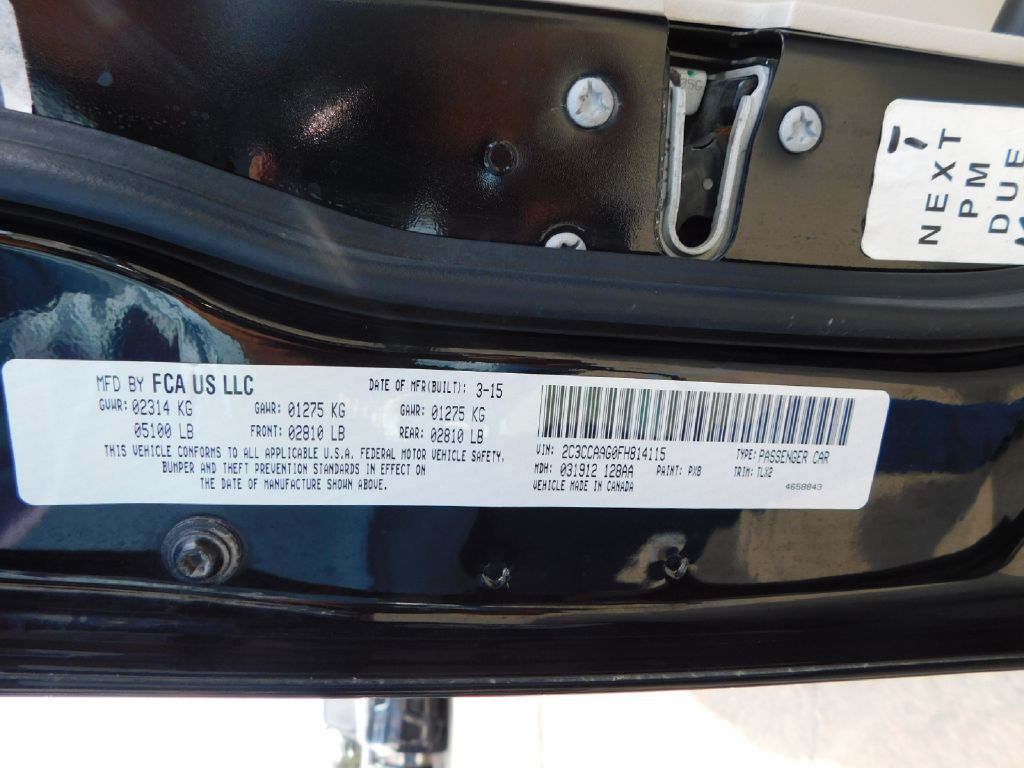 NEXT
PM
DUE
MFD BY FCA US LLC DATE OF MFR(BUILT): 3-15
GVWR: 02314 KG GAWR: 01275 KG GAWR: 01275 KG
05100 LB FRONT: 02810 LB REAR: 02810 LB
THIS VEHICLE CONFORMS TO ALL APPLICABLE U.S.A. FEDERAL MOTOR VEHICLE SAFETY,
BUMPER AND THEFT PREVENTION STANDARDS IN EFFECT ON
THE DATE OF MANUFACTURE SHOWN ABOVE.
VIN: 2C3CCAAG0FH814115 TYPE: PASSENGER CAR
MDH: 031912 128AA PAINT: PX8 TRIM: TLX2
VEHICLE MADE IN CANADA 4658843